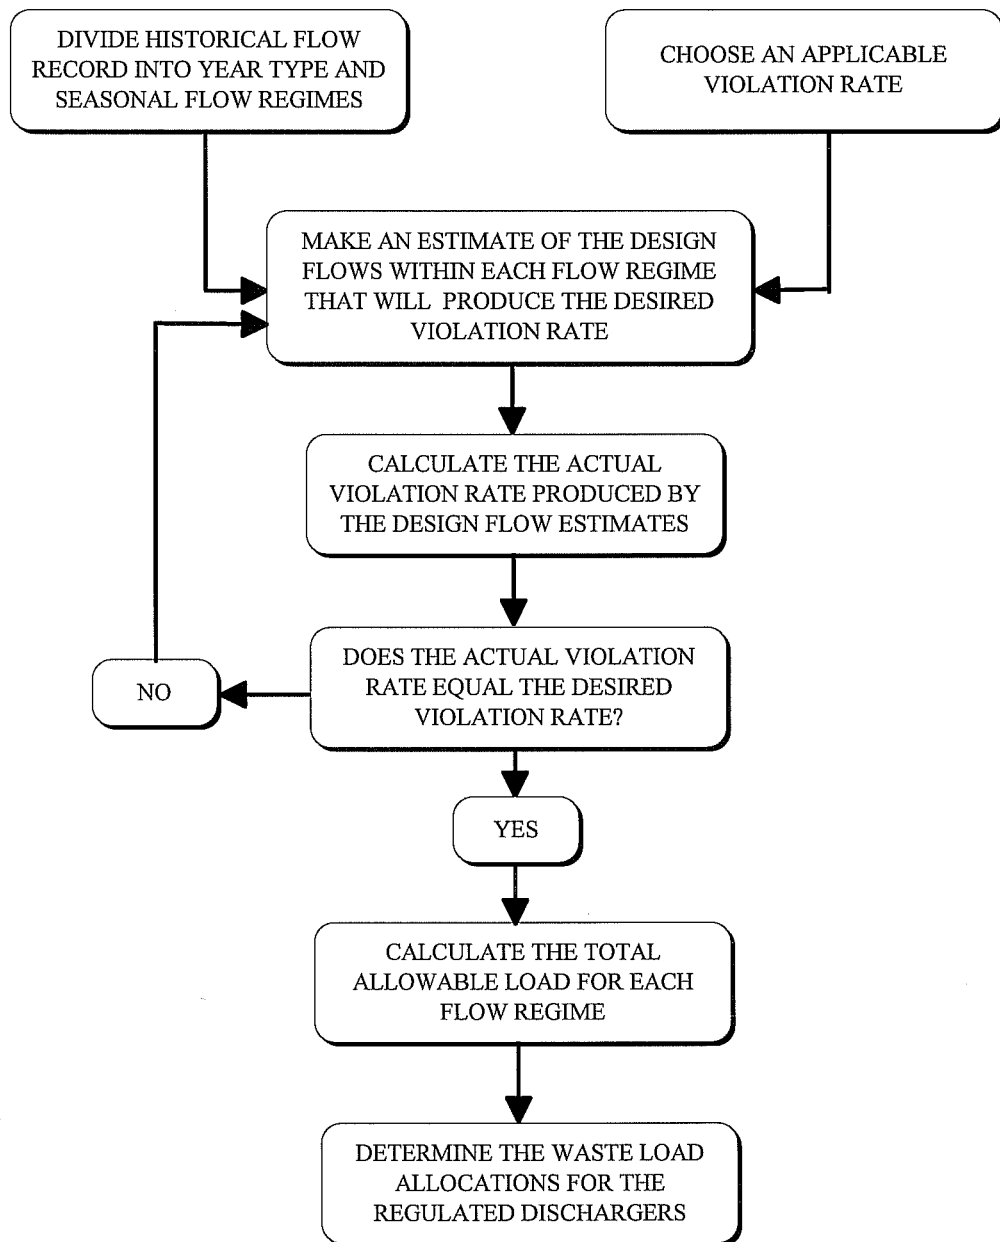 DIVIDE HISTORICAL FLOW
RECORD INTO YEAR TYPE AND
SEASONAL FLOW REGIMES
CHOOSE AN APPLICABLE
VIOLATION RATE
MAKE AN ESTIMATE OF THE DESIGN
FLOWS WITHIN EACH FLOW REGIME
THAT WILL PRODUCE THE DESIRED
VIOLATION RATE
CALCULATE THE ACTUAL
VIOLATION RATE PRODUCED BY
THE DESIGN FLOW ESTIMATES
DOES THE ACTUAL VIOLATION
RATE EQUAL THE DESIRED
VIOLATION RATE?
NO
YES
CALCULATE THE TOTAL
ALLOWABLE LOAD FOR EACH
FLOW REGIME
DETERMINE THE WASTE LOAD
ALLOCATIONS FOR THE
REGULATED DISCHARGERS